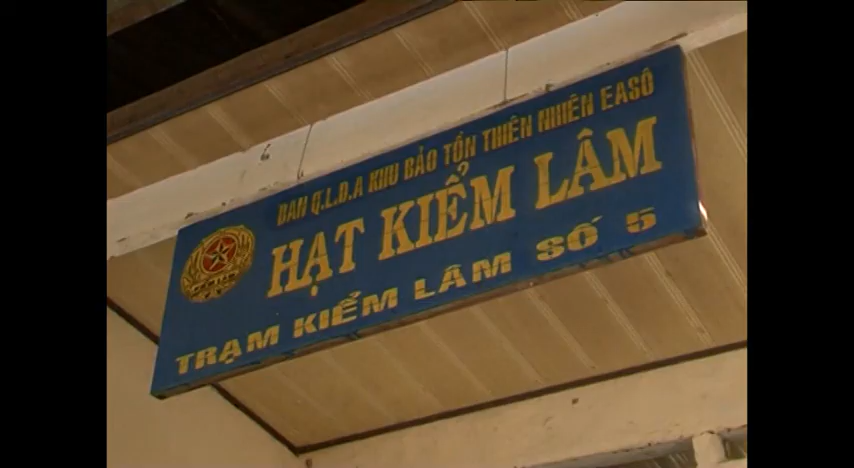 BAN Q.L.D.A KHU BẢO TỒN THIÊN NHIÊN EASÔ
HẠT KIỂM LÂM
TRẠM KIỂM LÂM SỐ 5